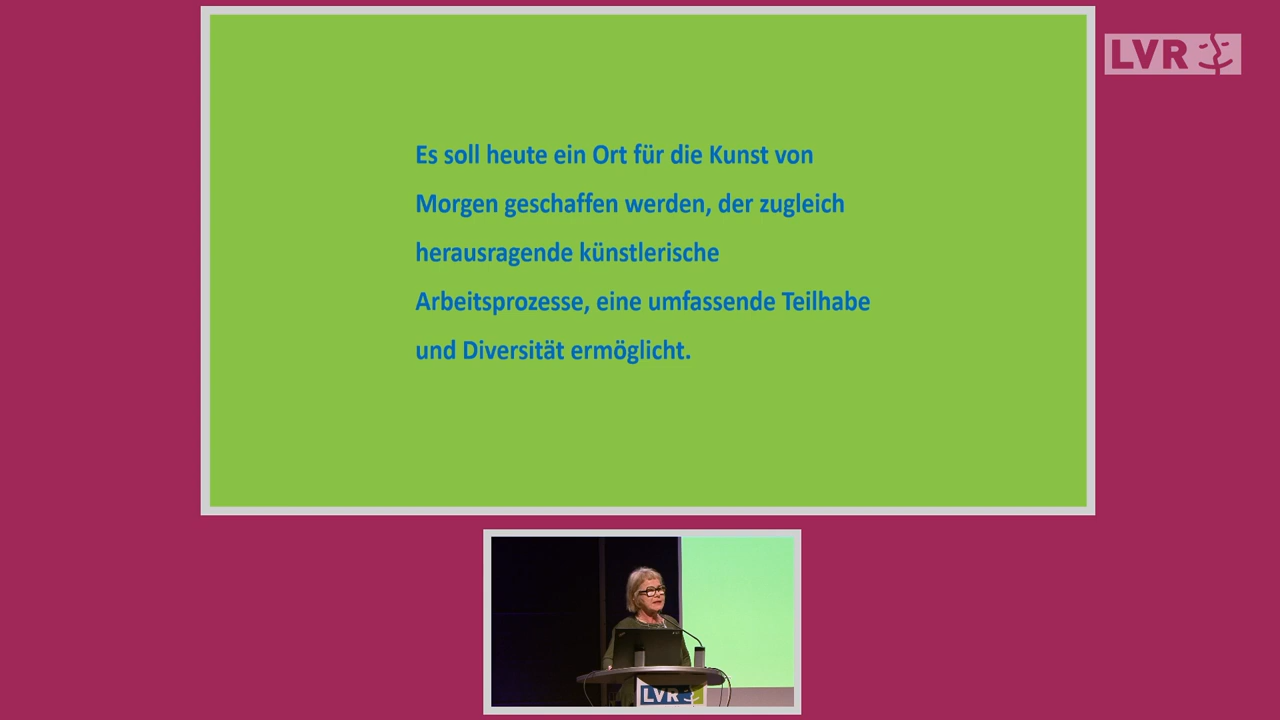 LVR
Es soll heute ein Ort für die Kunst von
Morgen geschaffen werden, der zugleich
herausragende künstlerische
Arbeitsprozesse, eine umfassende Teilhabe
und Diversität ermöglicht.
LVR